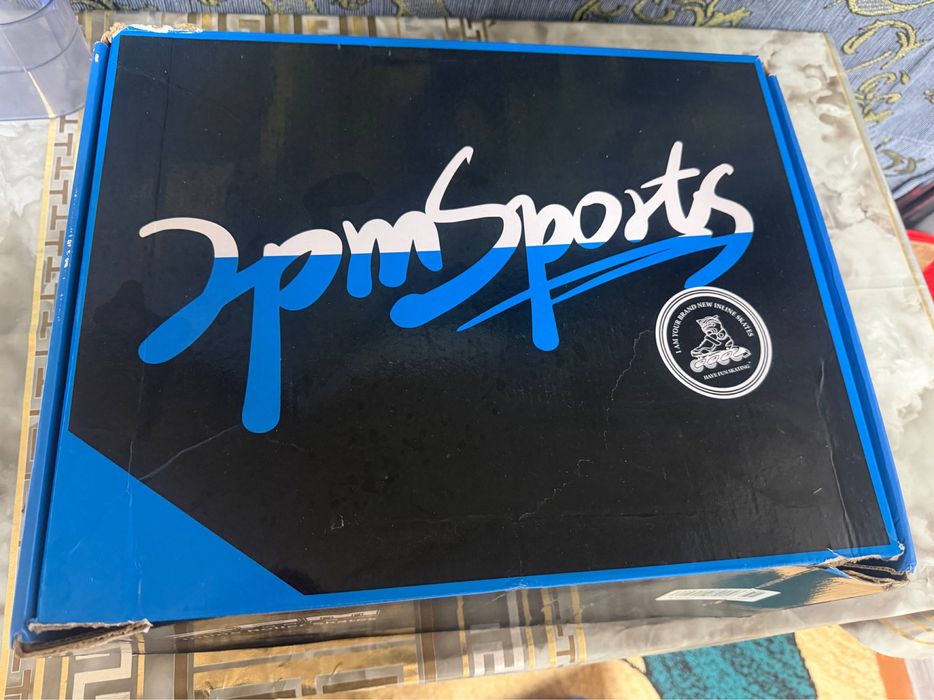 2pmSports
I AM YOUR BRAND NEW INLINE SKATES
HAVE FUN SKATING